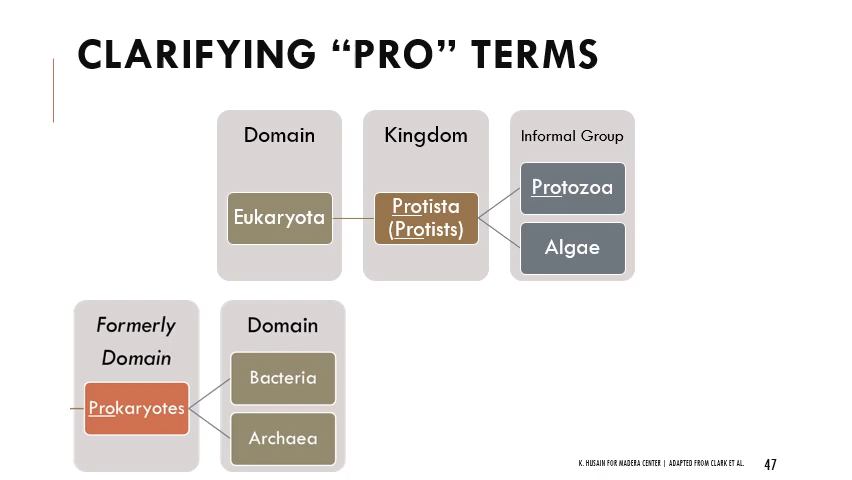 CLARIFYING “PRO” TERMS
Domain
Eukaryota
Kingdom
Protista
(Protists)
Informal Group
Protozoa
Algae
Formerly
Domain
Prokaryotes
Domain
Bacteria
Archaea
K. HUSAIN FOR MADERA CENTER | ADAPTED FROM CLARK ET AL.
47